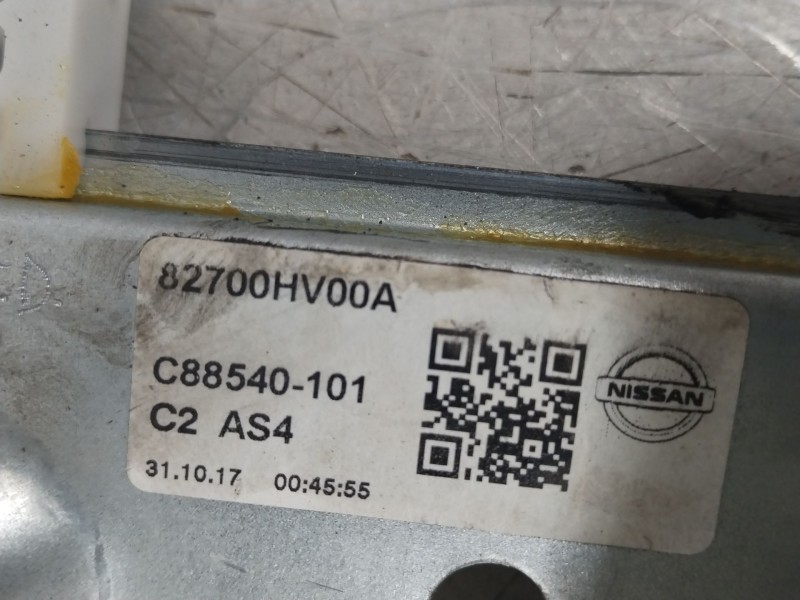 82700HV00A
C88540-101
C2 AS4
31.10.17 00:45:55
NISSAN